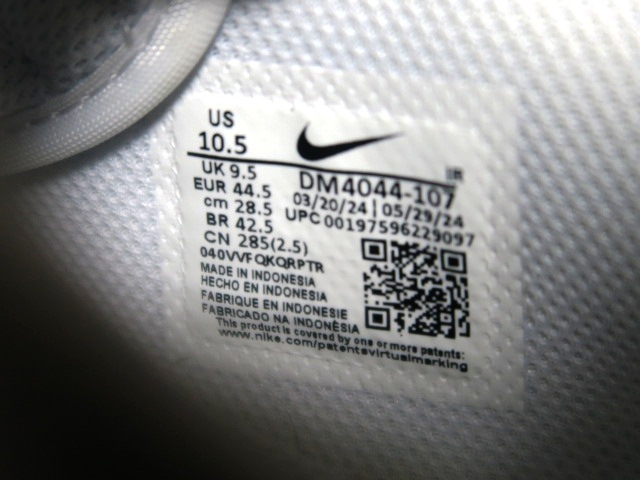 US
10.5
UK 9.5
EUR 44.5
cm 28.5
BR 42.5
CN 285(2.5)
DM4044-107
03/20/24 | 05/29/24
UPC 00197596229097
040VVFQKQRPTR
MADE IN INDONESIA
HECHO EN INDONESIA
FABRIQUE EN INDONESIE
FABRICADO NA INDONÉSIA
This product is covered by one or more patents:
www.nike.com/patentsvirtualmarking